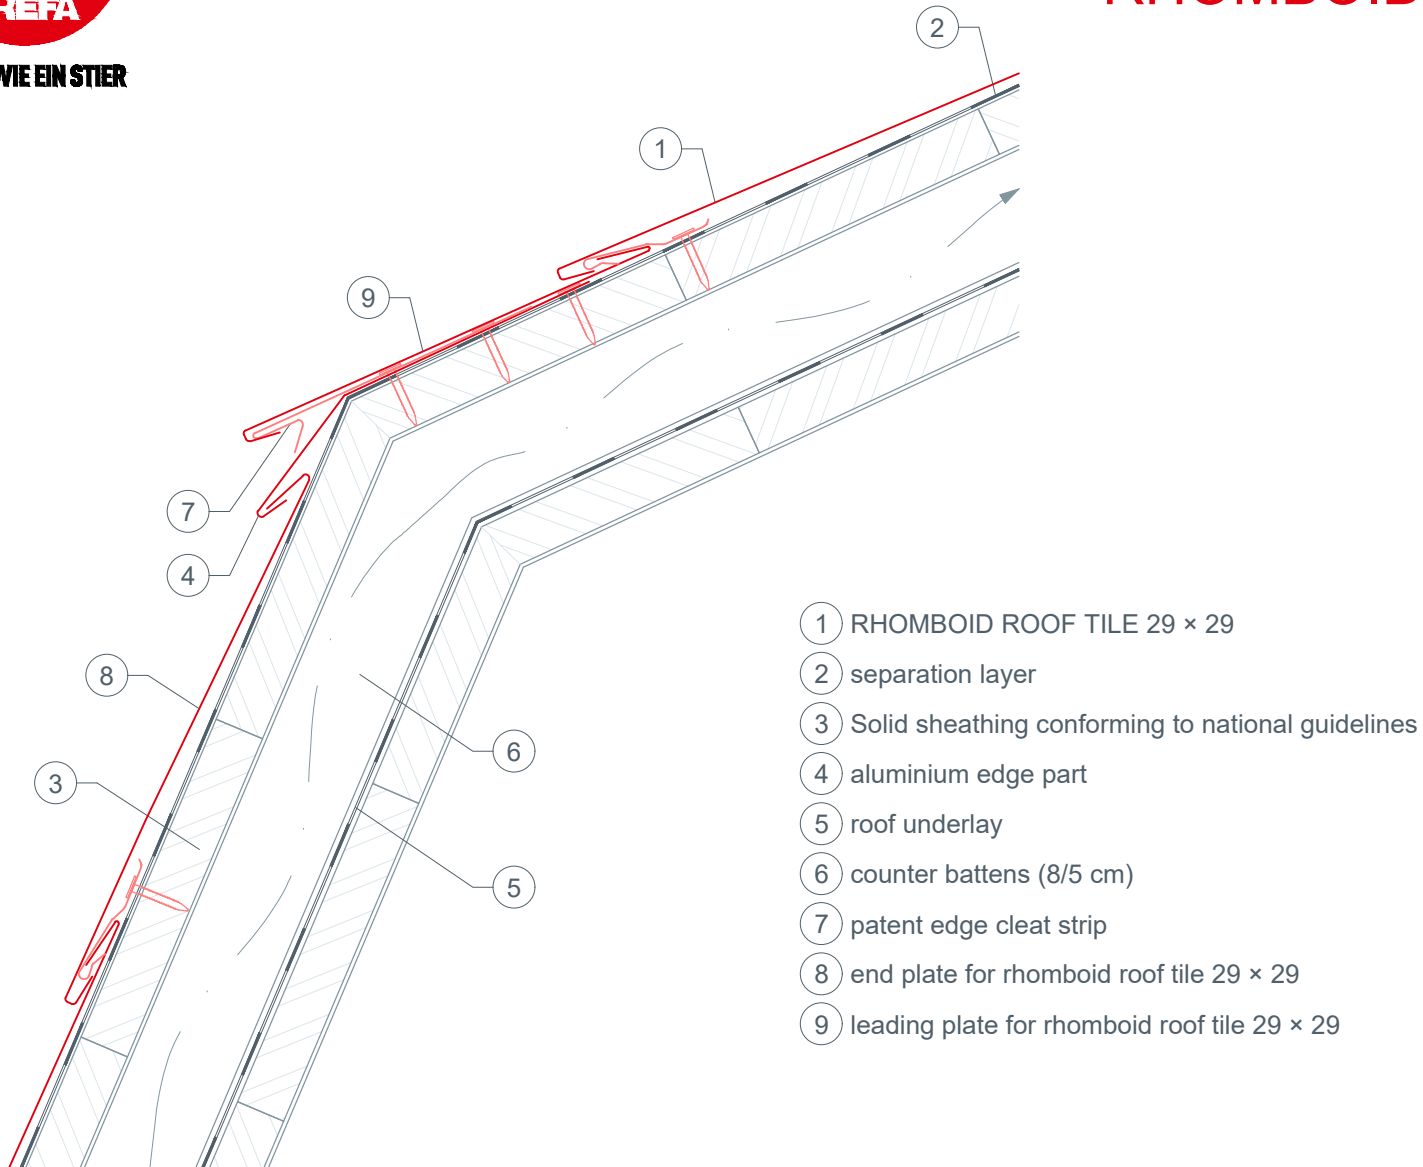 REFA
WIE EIN STIER
RHOMBOID
2
1
9
7
4
8
3
6
5
1 RHOMBOID ROOF TILE 29 × 29
2 separation layer
3 Solid sheathing conforming to national guidelines
4 aluminium edge part
5 roof underlay
6 counter battens (8/5 cm)
7 patent edge cleat strip
8 end plate for rhomboid roof tile 29 × 29
9 leading plate for rhomboid roof tile 29 × 29